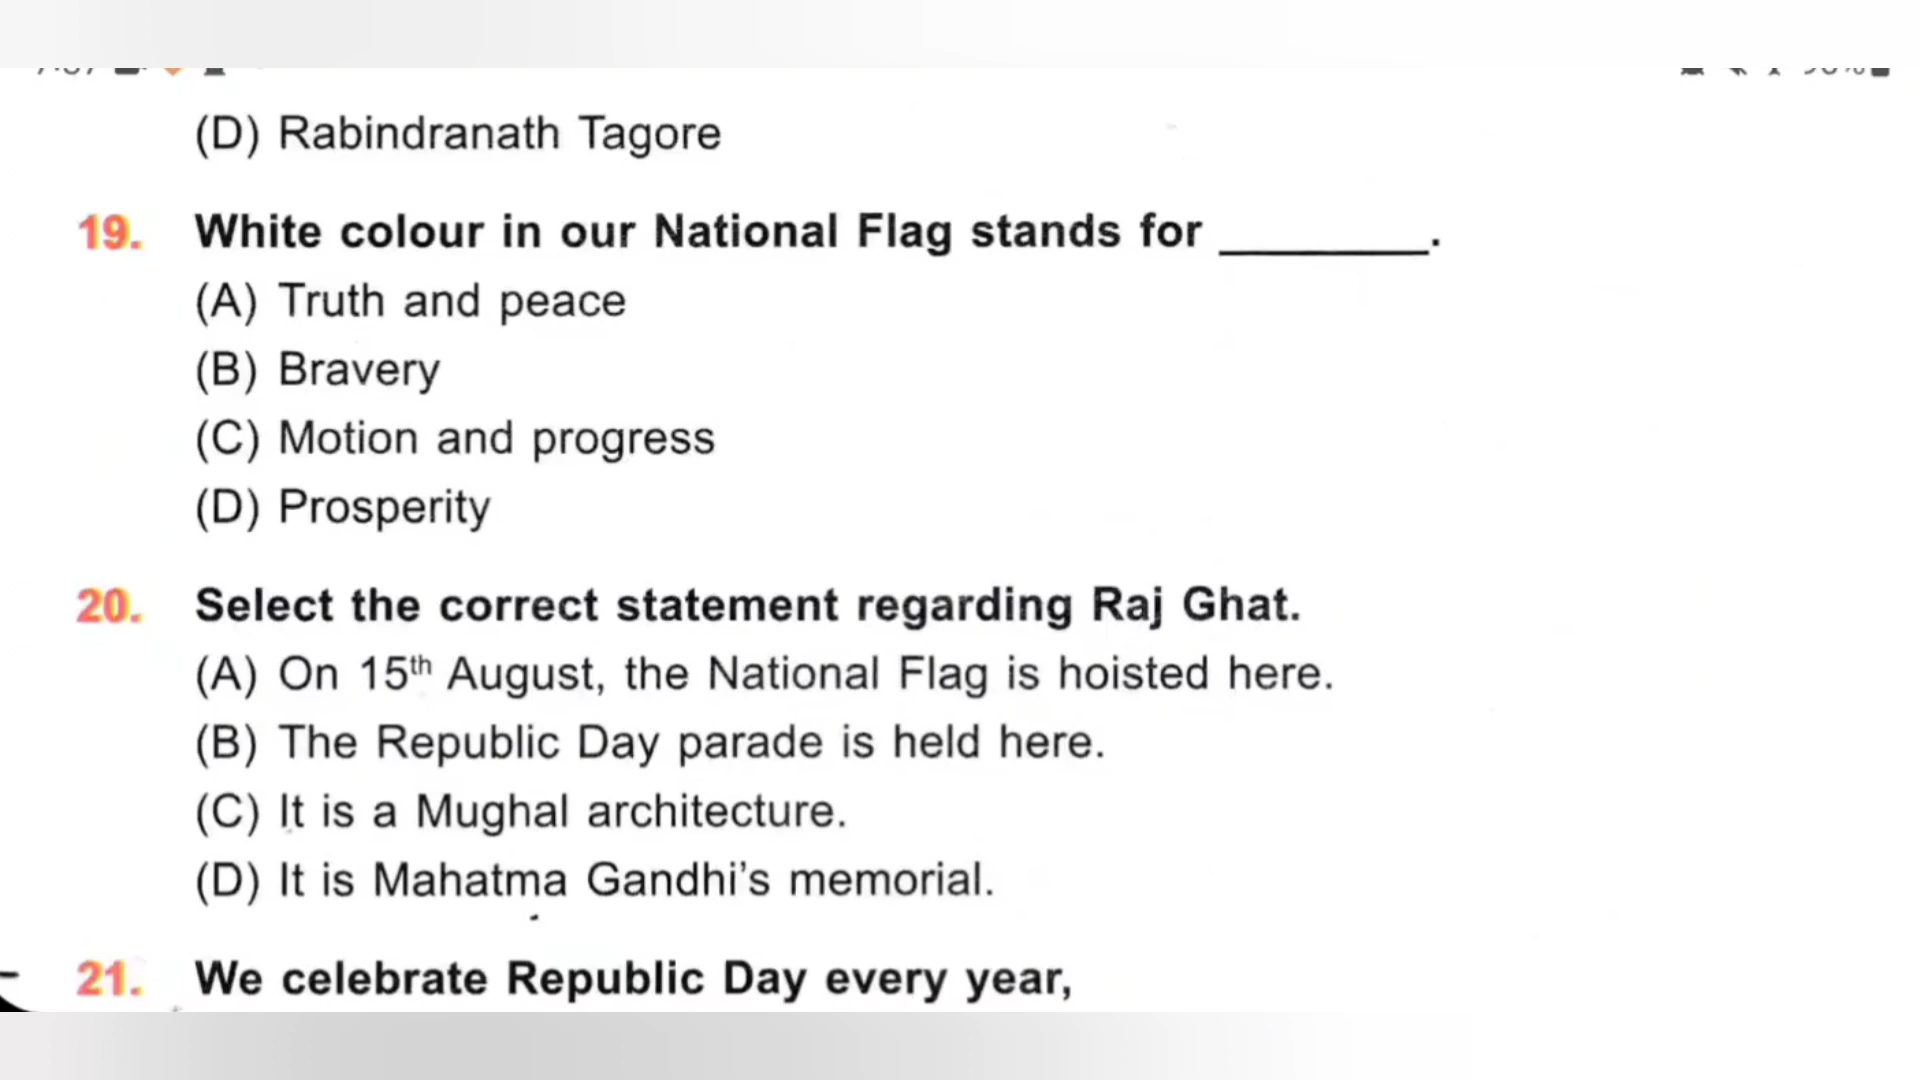 (D) Rabindranath Tagore
19. White colour in our National Flag stands for ________.
(A) Truth and peace
(B) Bravery
(C) Motion and progress
(D) Prosperity
20. Select the correct statement regarding Raj Ghat.
(A) On 15th August, the National Flag is hoisted here.
(B) The Republic Day parade is held here.
(C) It is a Mughal architecture.
(D) It is Mahatma Gandhi's memorial.
21. We celebrate Republic Day every year,